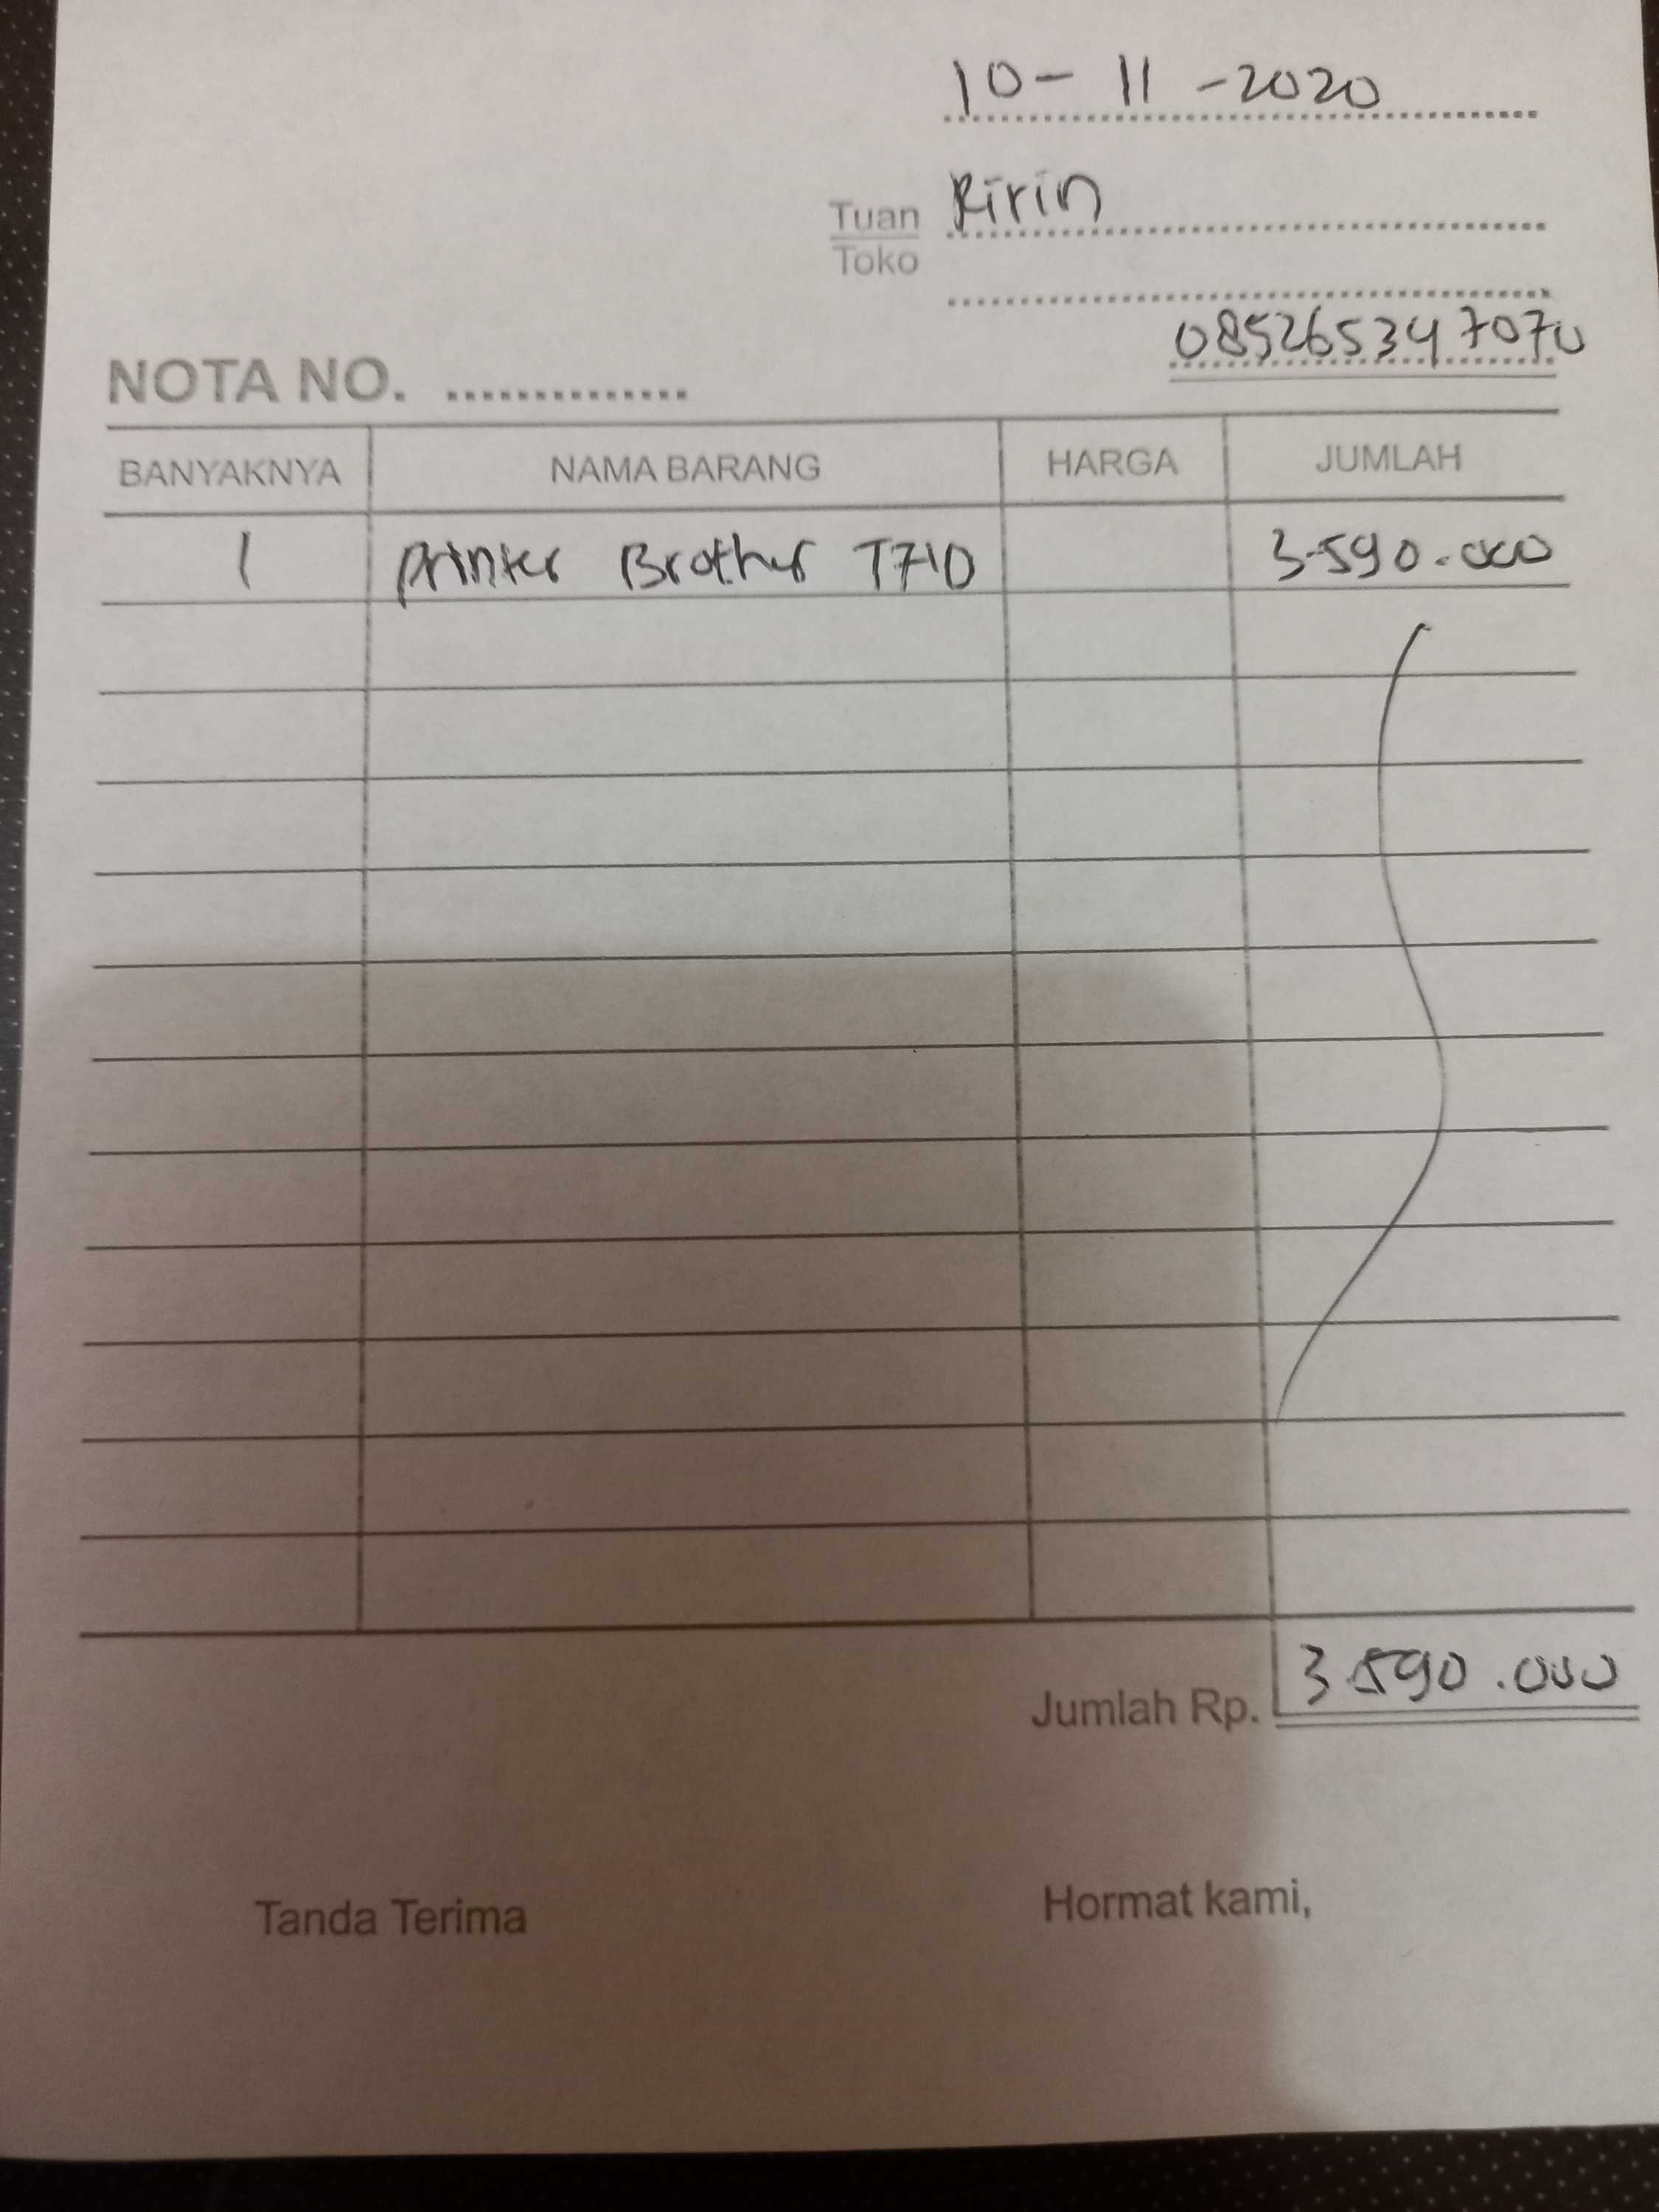 10 - 11 - 2020
Tuan Ririn
Toko
085265347070
NOTA NO. ..............
BANYAKNYA NAMA BARANG HARGA JUMLAH
1 Printer Brother T710 3.590.000
Jumlah Rp. 3.590.000
Tanda Terima Hormat kami,